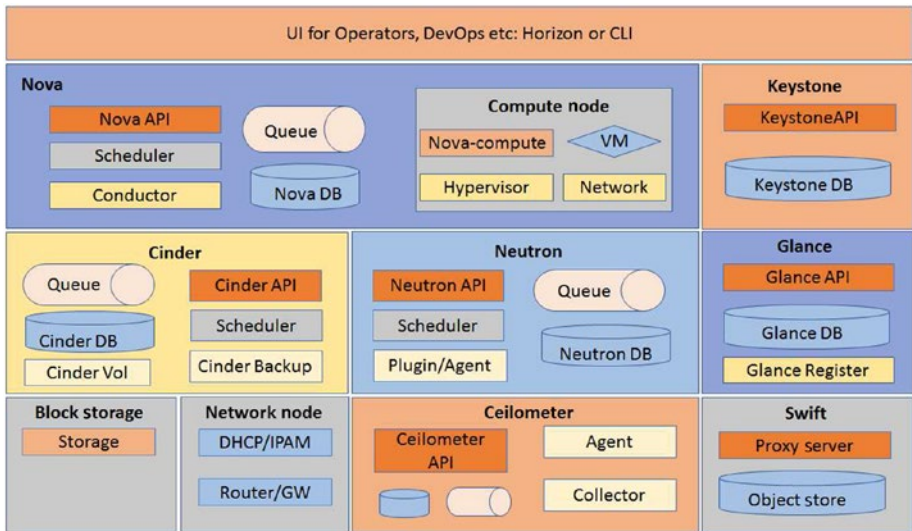 UI for Operators, DevOps etc: Horizon or CLI
Nova
Nova API
Scheduler
Conductor
Queue
Nova DB
Compute node
Nova-compute
VM
Hypervisor
Network
Keystone
KeystoneAPI
Keystone DB
Cinder
Queue
Cinder DB
Cinder Vol
Cinder API
Scheduler
Cinder Backup
Neutron
Neutron API
Scheduler
Plugin/Agent
Queue
Neutron DB
Glance
Glance API
Glance DB
Glance Register
Block storage
Storage
Network node
DHCP/IPAM
Router/GW
Ceilometer
Ceilometer
API
Agent
Collector
Swift
Proxy server
Object store